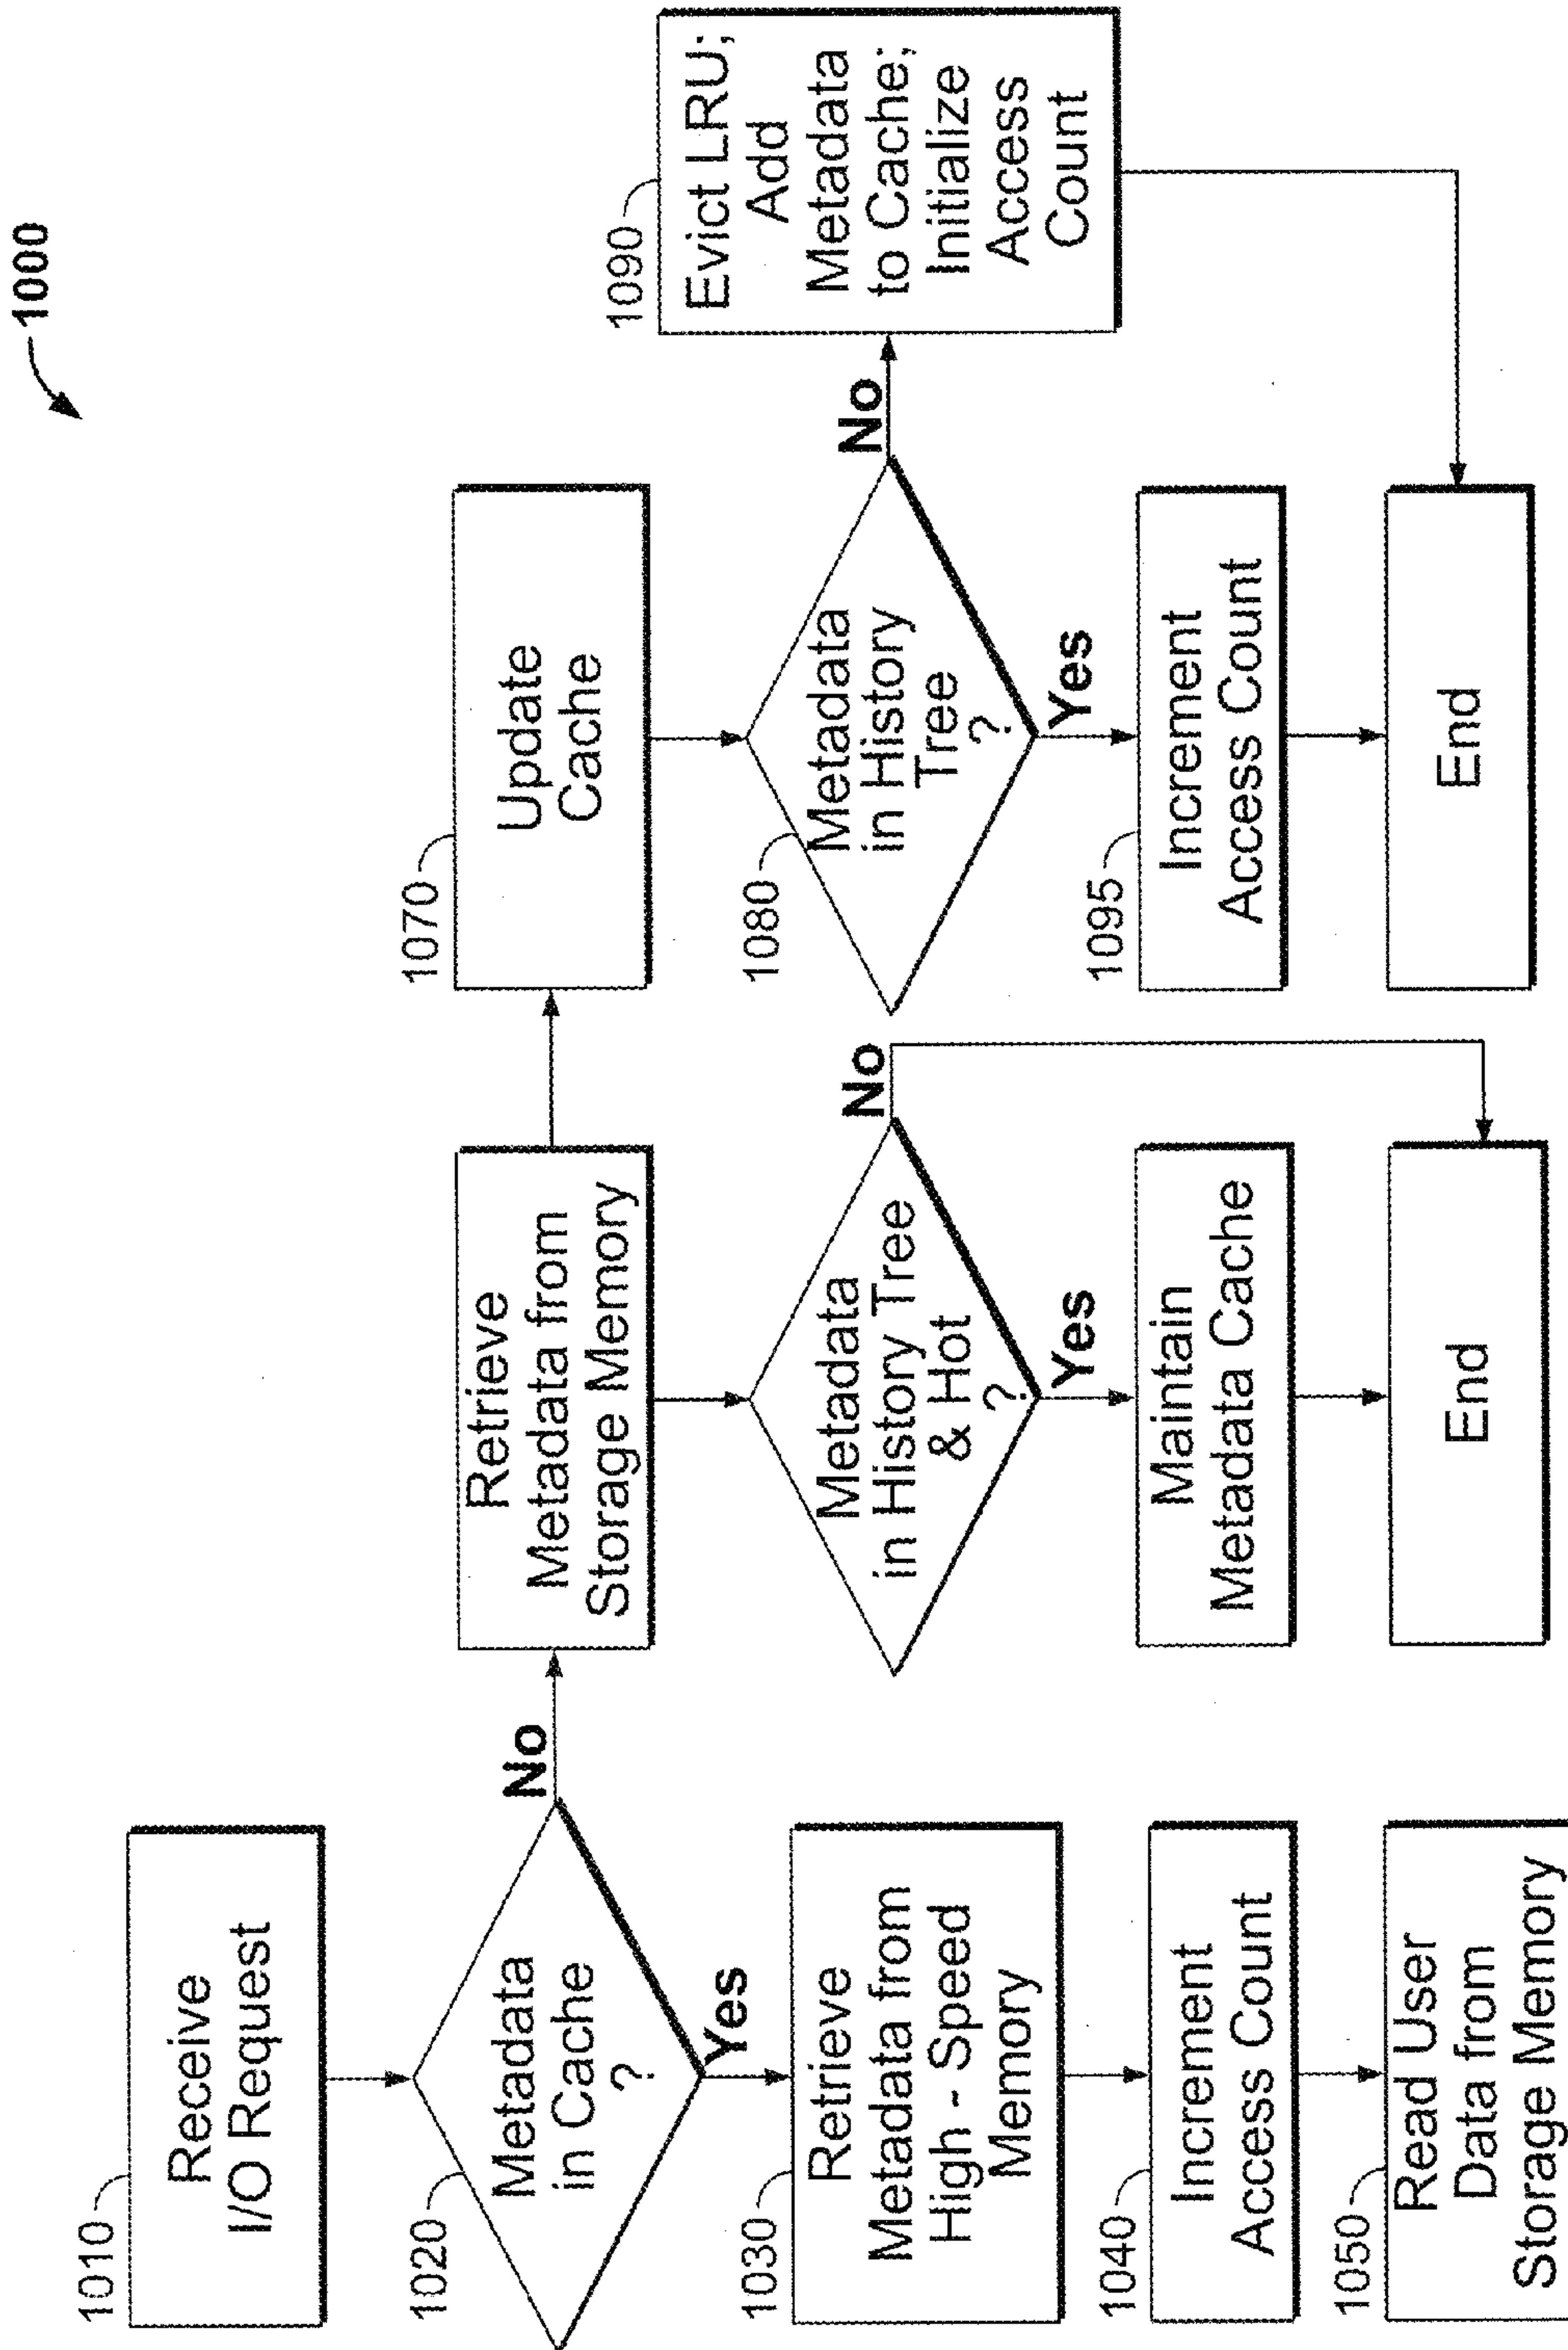 1000
1010
Receive
I/O Request
1020
Metadata
in Cache
?
No
Yes
1030
Retrieve
Metadata from
High - Speed
Memory
1040
Increment
Access Count
1050
Read User
Data from
Storage Memory
Retrieve
Metadata from
Storage Memory
Metadata
in History Tree
& Hot
?
No
Yes
Maintain
Metadata Cache
End
1070
Update
Cache
1080
Metadata
in History
Tree
?
No
Yes
1090
Evict LRU;
Add
Metadata
to Cache;
Initialize
Access
Count
1095
Increment
Access Count
End